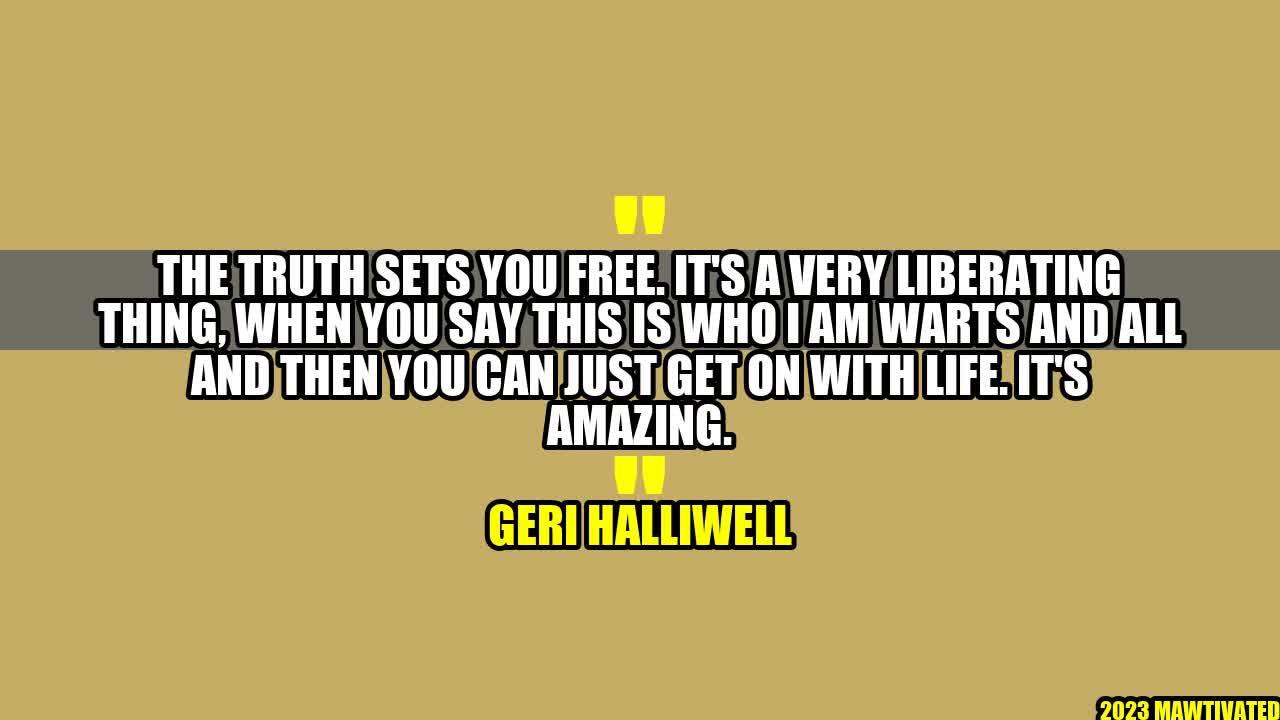 "
THE TRUTH SETS YOU FREE. IT'S A VERY LIBERATING
THING, WHEN YOU SAY THIS IS WHO I AM WARTS AND ALL
AND THEN YOU CAN JUST GET ON WITH LIFE. IT'S
AMAZING.
"
GERI HALLIWELL
2023 MAWTIVATED